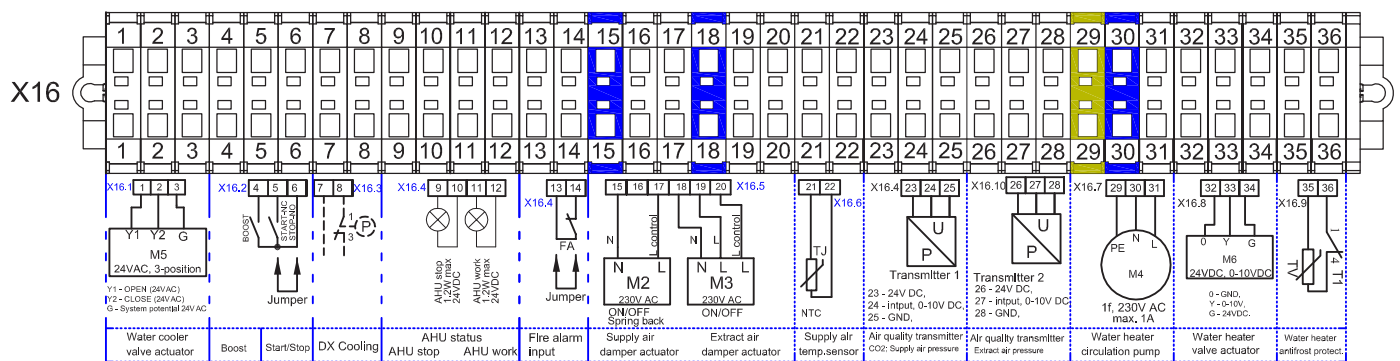 1 2 3 4 5 6 7 8 9 10 11 12 13 14 15 16 17 18 19 20 21 22 23 24 25 26 27 28 29 30 31 32 33 34 35 36
X16
1 2 3 4 5 6 7 8 9 10 11 12 13 14 15 16 17 18 19 20 21 22 23 24 25 26 27 28 29 30 31 32 33 34 35 36
X16.1 1 2 3
Y1 Y2 G
M5
24VAC, 3-position
Y1 - OPEN (24VAC)
Y2 - CLOSE (24VAC)
G - System potential 24VAC
Water cooler
valve actuator
X16.2 4 5 6
BOOST
START-NC
STOP-NO
Jumper
Boost
Start/Stop
7 8 X16.3
1
3
P
DX Cooling
X16.4 9 10 11 12
AHU stop
1.2W max
24VDC
AHU work
1.2W max
24VDC
AHU status
AHU stop AHU work
13 14
X16.4
FA
Jumper
FIre alarm
input
15 16 17 18 19 20 X16.5
N
L control
N L
M2
230V AC
ON/OFF
Spring back
Supply air
damper actuator
N
L
L control
N L
M3
230V AC
ON/OFF
Extract air
damper actuator
21 22
X16.6
TJ
NTC
Supply aIr
temp.sensor
X16.4 23 24 25
U
P
TransmItter 1
23 - 24V DC,
24 - intput, 0-10V DC,
25 - GND,
Air quality transmitter
CO2: Supply air pressure
X16.10 26 27 28
U
P
TransmItter 2
26 - 24V DC,
27 - intput, 0-10V DC,
28 - GND,
Air quality transmItter
Extract air pressure
X16.7 29 30 31
PE N L
M4
1f, 230V AC
max. 1A
Water heater
circulation pump
32 33 34
X16.8
0 Y G
M6
24VDC, 0-10VDC
0 - GND,
Y - 0-10V,
G - 24VDC.
Water heater
valve actuator
35 36
X16.9
TV
1
4
T1
Water heater
antifrost protect.